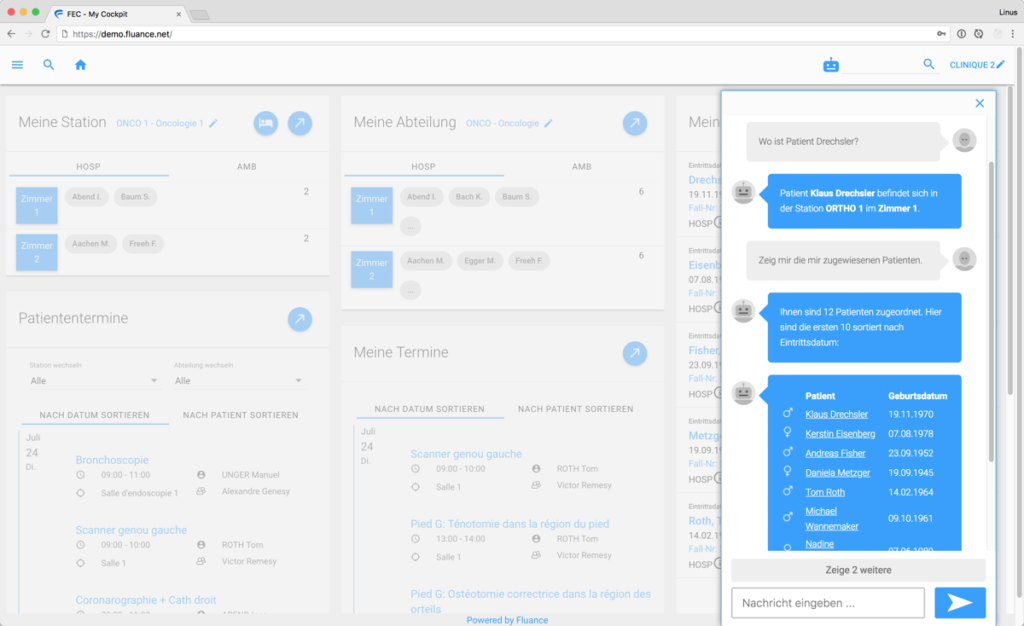 FEC - My Cockpit
Linus
https://demo.fluance.net/
CLINIQUE 2
Meine Station ONCO 1 - Oncologie 1
HOSP AMB
Zimmer 1 Abend I. Baum S. 2
Zimmer 2 Aachen M. Freeh F. 2
Patiententermine
Station wechseln Abteilung wechseln
Alle Alle
NACH DATUM SORTIEREN NACH PATIENT SORTIEREN
Juli
24
Di.
Bronchoscopie
09:00 - 11:00 UNGER Manuel
Salle d'endoscopie 1 Alexandre Genesy
Scanner genou gauche
09:00 - 10:00 ROTH Tom
Salle 1 Victor Remesy
Coronarographie + Cath droit
Meine Abteilung ONCO - Oncologie
HOSP AMB
Zimmer 1 Abend I. Bach K. Baum S. 6
...
Zimmer 2 Aachen M. Egger M. Freeh F. 6
...
Meine Termine
NACH DATUM SORTIEREN NACH PATIENT SORTIEREN
Juli
24
Di.
Scanner genou gauche
09:00 - 10:00 ROTH Tom
Salle 1 Victor Remesy
Pied G: Ténotomie dans la région du pied
13:00 - 14:00 ROTH Tom
Salle 1 Victor Remesy
Pied G: Ostéotomie correctrice dans la région des
orteils
Mein
Eintrittsda
Drechs
19.11.1
Fall-Nr.
HOSP
Eintrittsda
Eisenb
07.08.1
Fall-Nr.
HOSP
Eintrittsda
Fisher,
23.09.1
Fall-Nr.
HOSP
Eintrittsda
Metzg
19.09.1
Fall-Nr.
HOSP
Eintrittsda
Roth, T
14.02.1
Fall-Nr.
HOSP
Wo ist Patient Drechsler?
Patient Klaus Drechsler befindet sich in
der Station ORTHO 1 im Zimmer 1.
Zeig mir die mir zugewiesenen Patienten.
Ihnen sind 12 Patienten zugeordnet. Hier
sind die ersten 10 sortiert nach
Eintrittsdatum:
Patient Geburtsdatum
Klaus Drechsler 19.11.1970
Kerstin Eisenberg 07.08.1978
Andreas Fisher 23.09.1952
Daniela Metzger 19.09.1945
Tom Roth 14.02.1964
Michael
Wannemaker 09.10.1961
Nadine
Zeige 2 weitere
Nachricht eingeben ...
Powered by Fluance